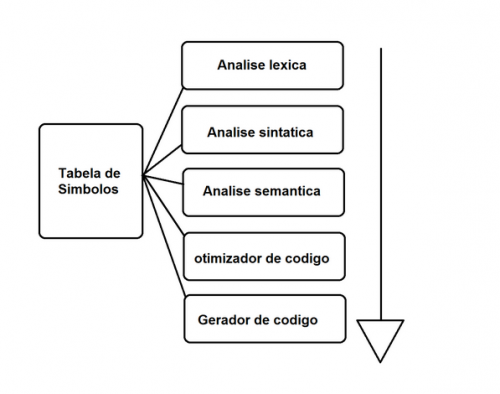 Analise lexica
Analise sintatica
Tabela de
Simbolos
Analise semantica
otimizador de codigo
Gerador de codigo